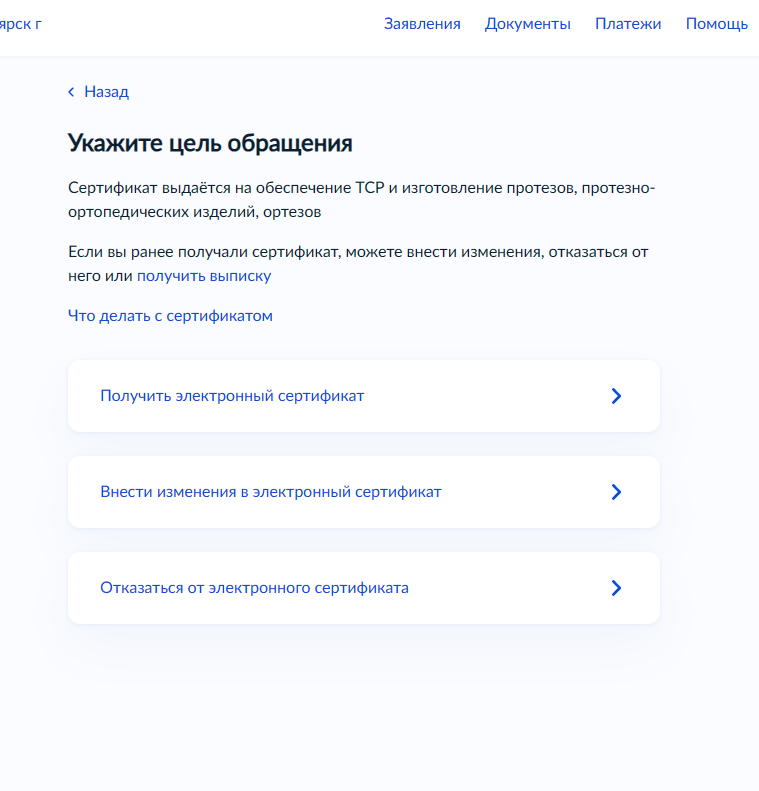 ярск г
Заявления Документы Платежи Помощь
Назад
Укажите цель обращения
Сертификат выдаётся на обеспечение ТСР и изготовление протезов, протезно-
ортопедических изделий, ортезов
Если вы ранее получали сертификат, можете внести изменения, отказаться от
него или получить выписку
Что делать с сертификатом
Получить электронный сертификат
Внести изменения в электронный сертификат
Отказаться от электронного сертификата